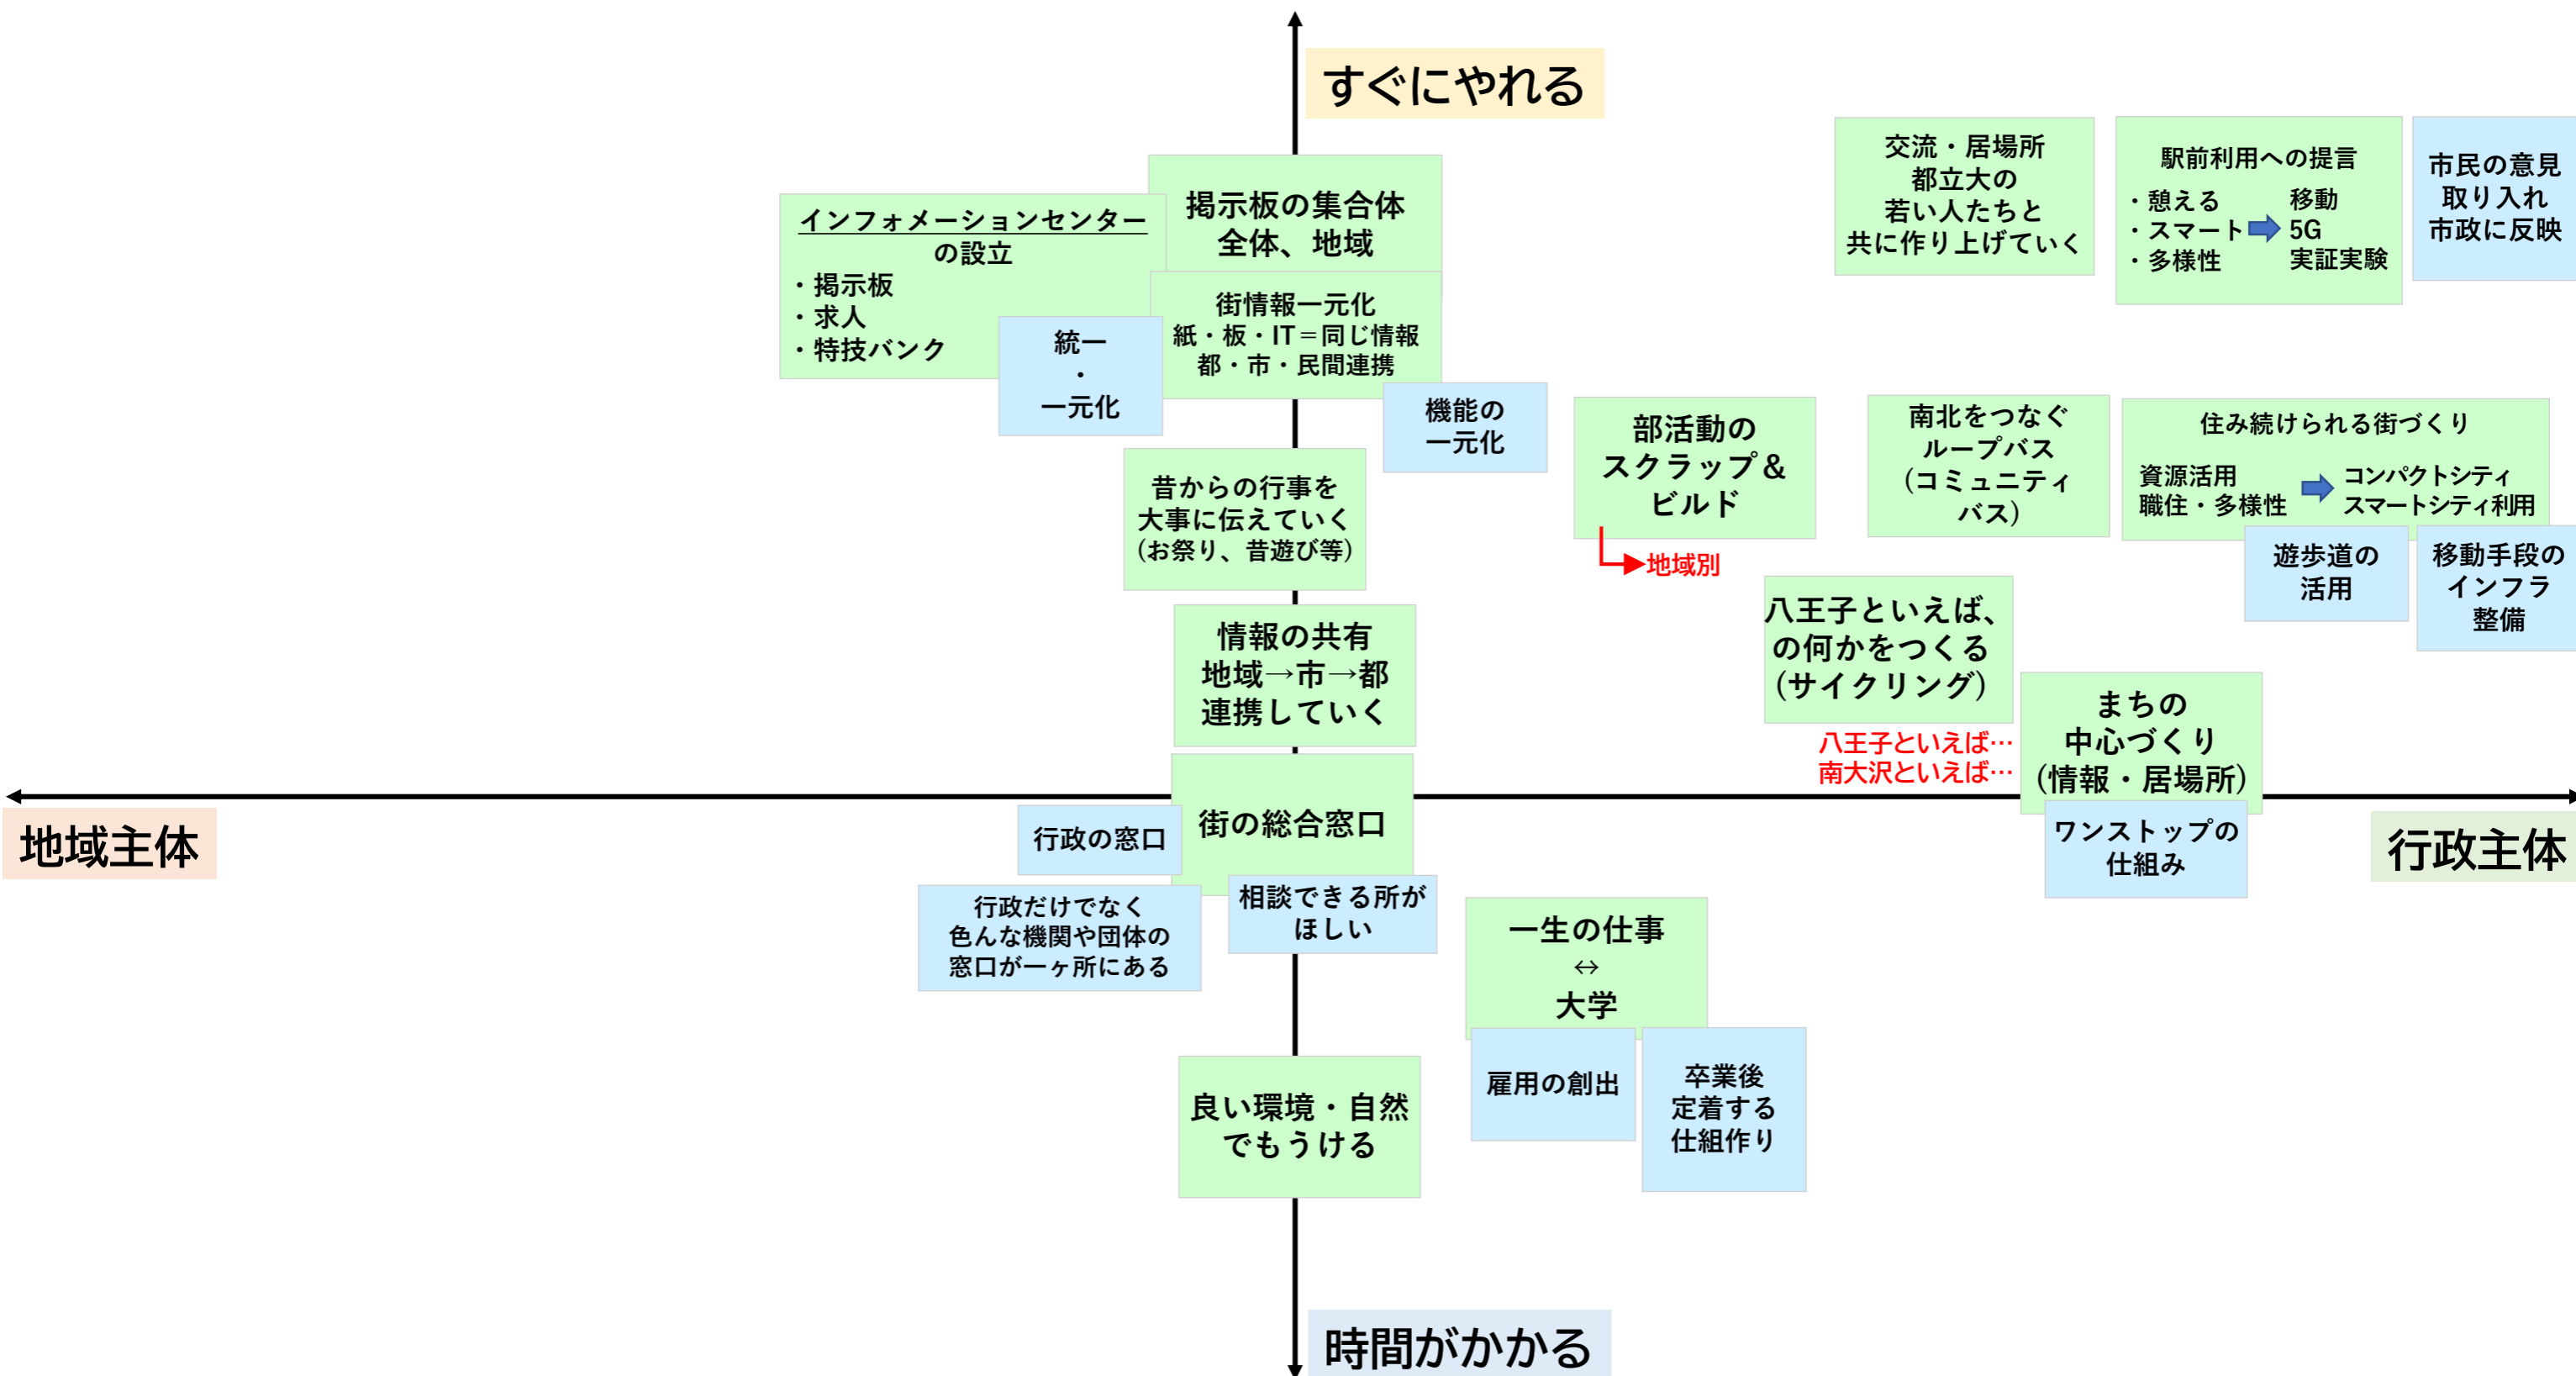 すぐにやれる
交流・居場所
都立大の
若い人たちと
共に作り上げていく
駅前利用への提言
・憩える
・スマート
・多様性
移動
5G
実証実験
市民の意見
取り入れ
市政に反映
インフォメーションセンター
の設立
・掲示板
・求人
・特技バンク
掲示板の集合体
全体、地域
街情報一元化
紙・板・IT＝同じ情報
都・市・民間連携
統一
・
一元化
機能の
一元化
部活動の
スクラップ＆
ビルド
地域別
南北をつなぐ
ループバス
(コミュニティ
バス)
住み続けられる街づくり
資源活用
職住・多様性
コンパクトシティ
スマートシティ利用
遊歩道の
活用
移動手段の
インフラ
整備
昔からの行事を
大事に伝えていく
(お祭り、昔遊び等)
八王子といえば、
の何かをつくる
(サイクリング)
八王子といえば…
南大沢といえば…
情報の共有
地域→市→都
連携していく
まちの
中心づくり
(情報・居場所)
ワンストップの
仕組み
地域主体
行政主体
街の総合窓口
行政の窓口
行政だけでなく
色んな機関や団体の
窓口が一ヶ所にある
相談できる所が
ほしい
一生の仕事
↔
大学
雇用の創出
卒業後
定着する
仕組作り
良い環境・自然
でもうける
時間がかかる